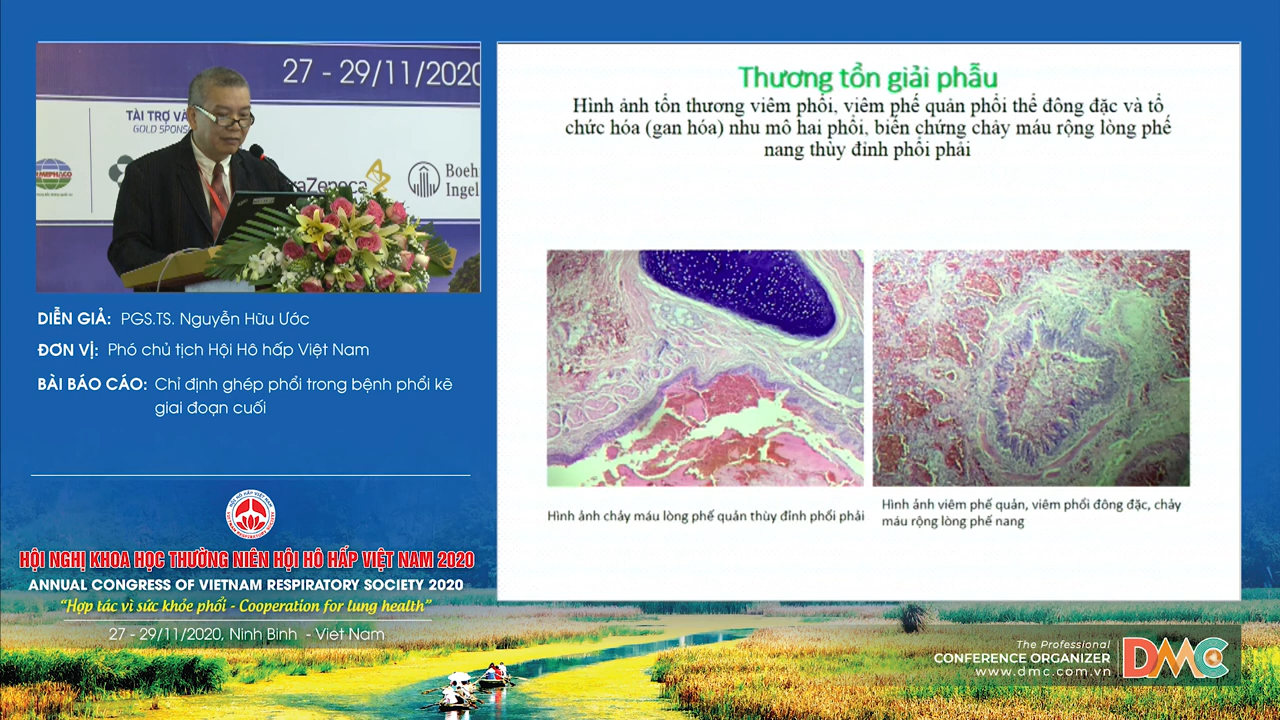 27 - 29/11/2020
TÀI TRỢ VÀ
GOLD SPONS
MEPHACO
raZeneca
Boeh
Ingel
DIỄN GIẢ: PGS.TS. Nguyễn Hữu Ước
ĐƠN VỊ: Phó chủ tịch Hội Hô hấp Việt Nam
BÀI BÁO CÁO: Chỉ định ghép phổi trong bệnh phổi kẽ
giai đoạn cuối
HỘI NGHỊ KHOA HỌC THƯỜNG NIÊN HỘI HÔ HẤP VIỆT NAM 2020
ANNUAL CONGRESS OF VIETNAM RESPIRATORY SOCIETY 2020
“Hợp tác vì sức khỏe phổi - Cooperation for lung health”
27 - 29/11/2020, Ninh Binh - Viet Nam
Thương tổn giải phẫu
Hình ảnh tổn thương viêm phổi, viêm phế quản phổi thể đông đặc và tổ
chức hóa (gan hóa) nhu mô hai phổi, biến chứng chảy máu rộng lòng phế
nang thùy đỉnh phổi phải
Hình ảnh chảy máu lòng phế quản thùy đỉnh phổi phải
Hình ảnh viêm phế quản, viêm phổi đông đặc, chảy
máu rộng lòng phế nang
The Professional
CONFERENCE ORGANIZER
www.dmc.com.vn
DMC